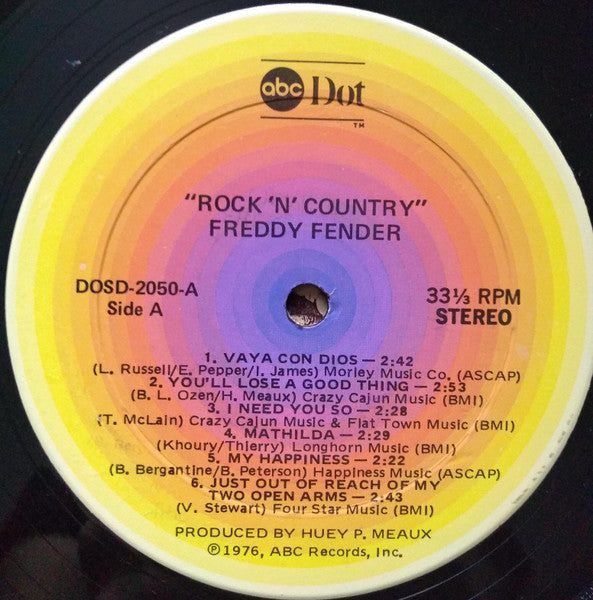 abc Dot
TM
"ROCK 'N' COUNTRY"
FREDDY FENDER
DOSD-2050-A
Side A
33⅓ RPM
STEREO
1. VAYA CON DIOS — 2:42
(L. Russell/E. Pepper/I. James) Morley Music Co. (ASCAP)
2. YOU'LL LOSE A GOOD THING — 2:53
(B. L. Ozen/H. Meaux) Crazy Cajun Music (BMI)
3. I NEED YOU SO — 2:28
(T. McLain) Crazy Cajun Music & Flat Town Music (BMI)
4. MATHILDA — 2:29
(Khoury/Thierry) Longhorn Music (BMI)
5. MY HAPPINESS — 2:22
(B. Bergantine/B. Peterson) Happiness Music (ASCAP)
6. JUST OUT OF REACH OF MY
TWO OPEN ARMS — 2:43
(V. Stewart) Four Star Music (BMI)
PRODUCED BY HUEY P. MEAUX
℗1976, ABC Records, Inc.